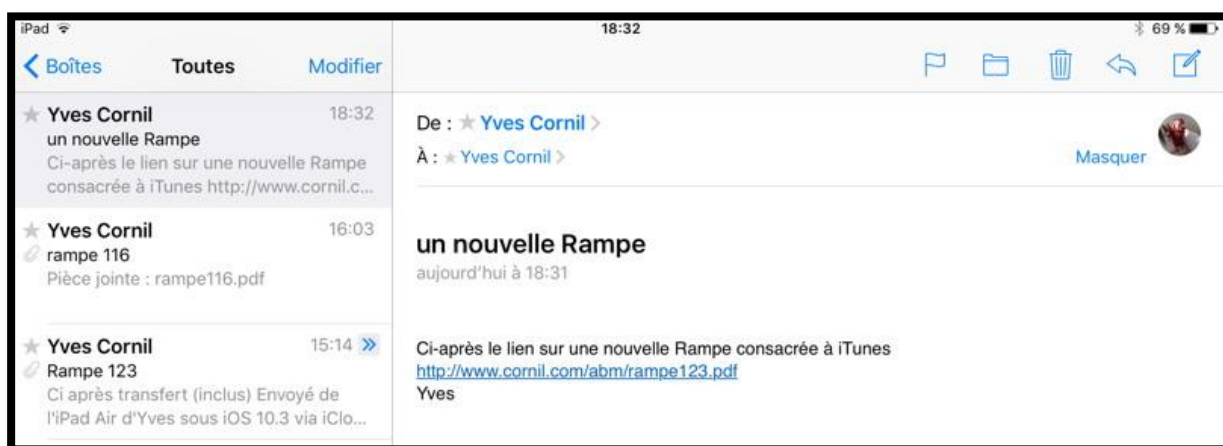 iPad
18:32
69 %
Boîtes
Toutes
Modifier
Yves Cornil
18:32
un nouvelle Rampe
Ci-après le lien sur une nouvelle Rampe
consacrée à iTunes http://www.cornil.c...
Yves Cornil
16:03
rampe 116
Pièce jointe : rampe116.pdf
Yves Cornil
15:14
Rampe 123
Ci après transfert (inclus) Envoyé de
l'iPad Air d'Yves sous iOS 10.3 via iClo...
De : Yves Cornil
À : Yves Cornil
Masquer
un nouvelle Rampe
aujourd'hui à 18:31
Ci-après le lien sur une nouvelle Rampe consacrée à iTunes
http://www.cornil.com/abm/rampe123.pdf
Yves